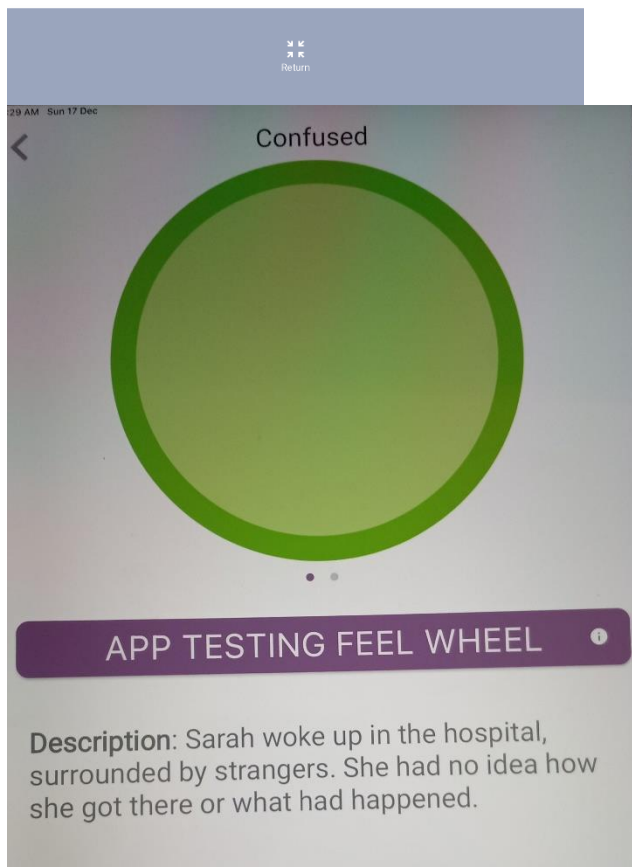 Return
:29 AM Sun 17 Dec
Confused
APP TESTING FEEL WHEEL
Description: Sarah woke up in the hospital,
surrounded by strangers. She had no idea how
she got there or what had happened.